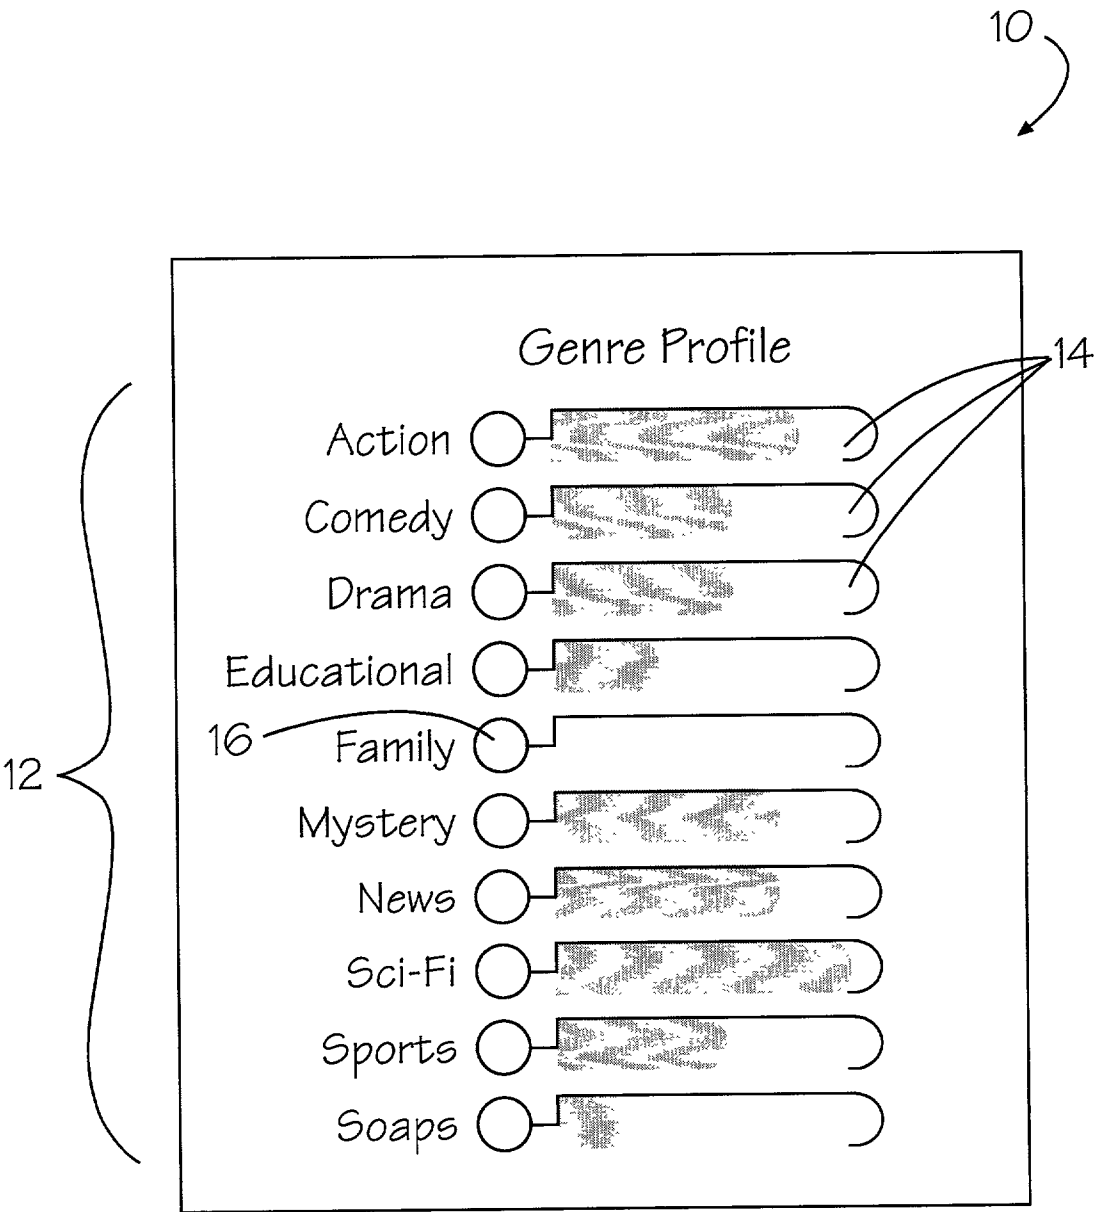 10
Genre Profile
14
Action
Comedy
Drama
Educational
16
Family
12
Mystery
News
Sci-Fi
Sports
Soaps